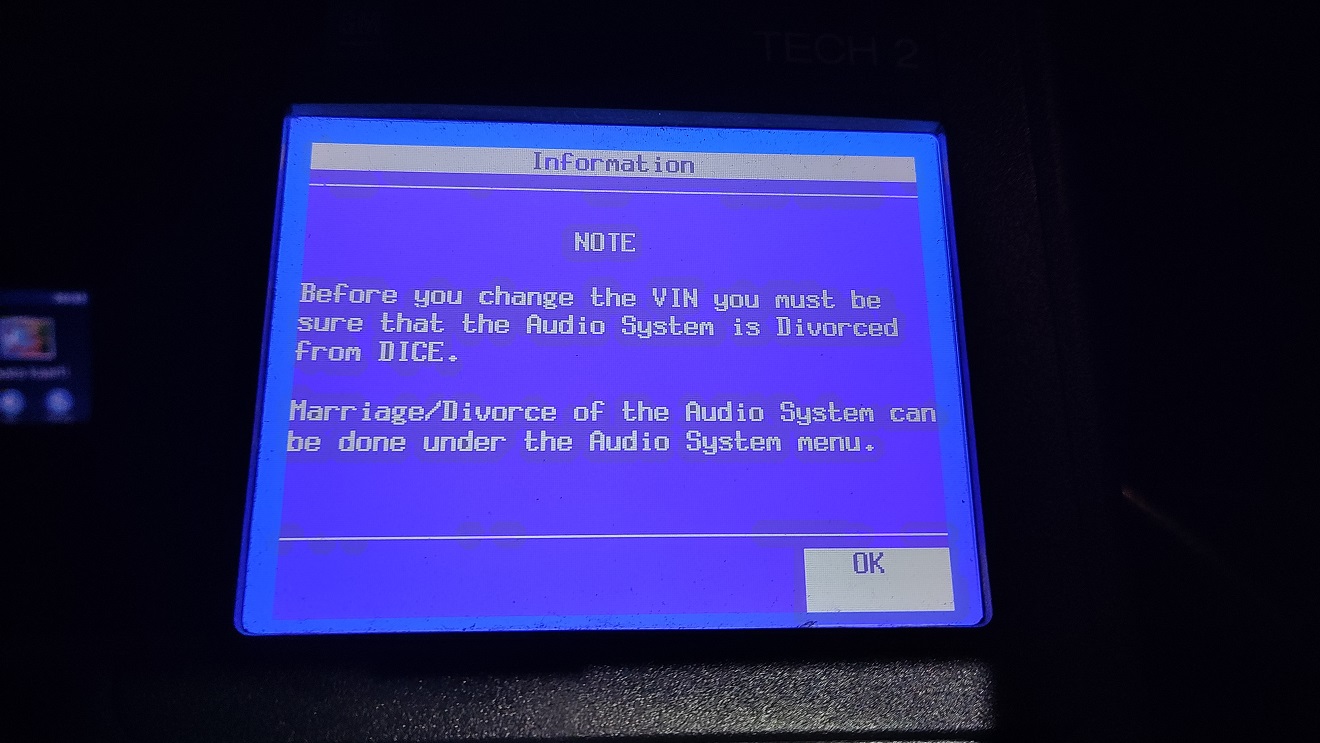 TECH 2
Information
NOTE
Before you change the VIN you must be
sure that the Audio System is Divorced
from DICE.
Marriage/Divorce of the Audio System can
be done under the Audio System menu.
OK